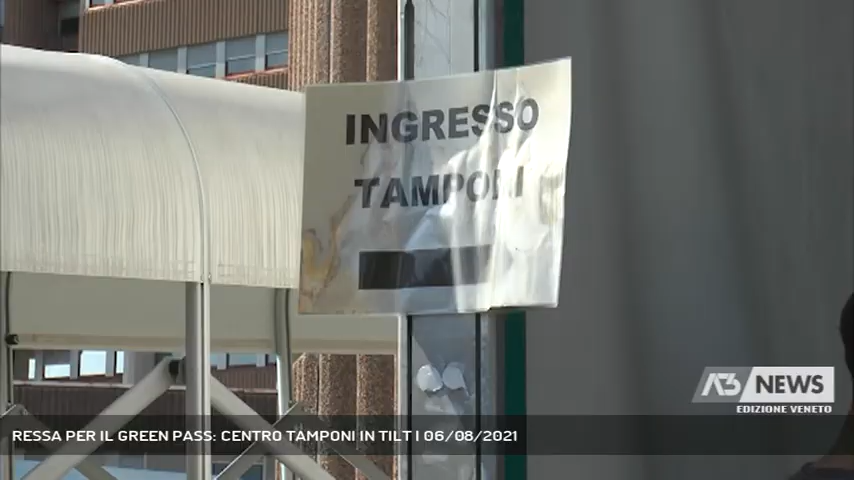 INGRESSO
TAMPONI
A3 NEWS
EDIZIONE VENETO
RESSA PER IL GREEN PASS: CENTRO TAMPONI IN TILT | 06/08/2021